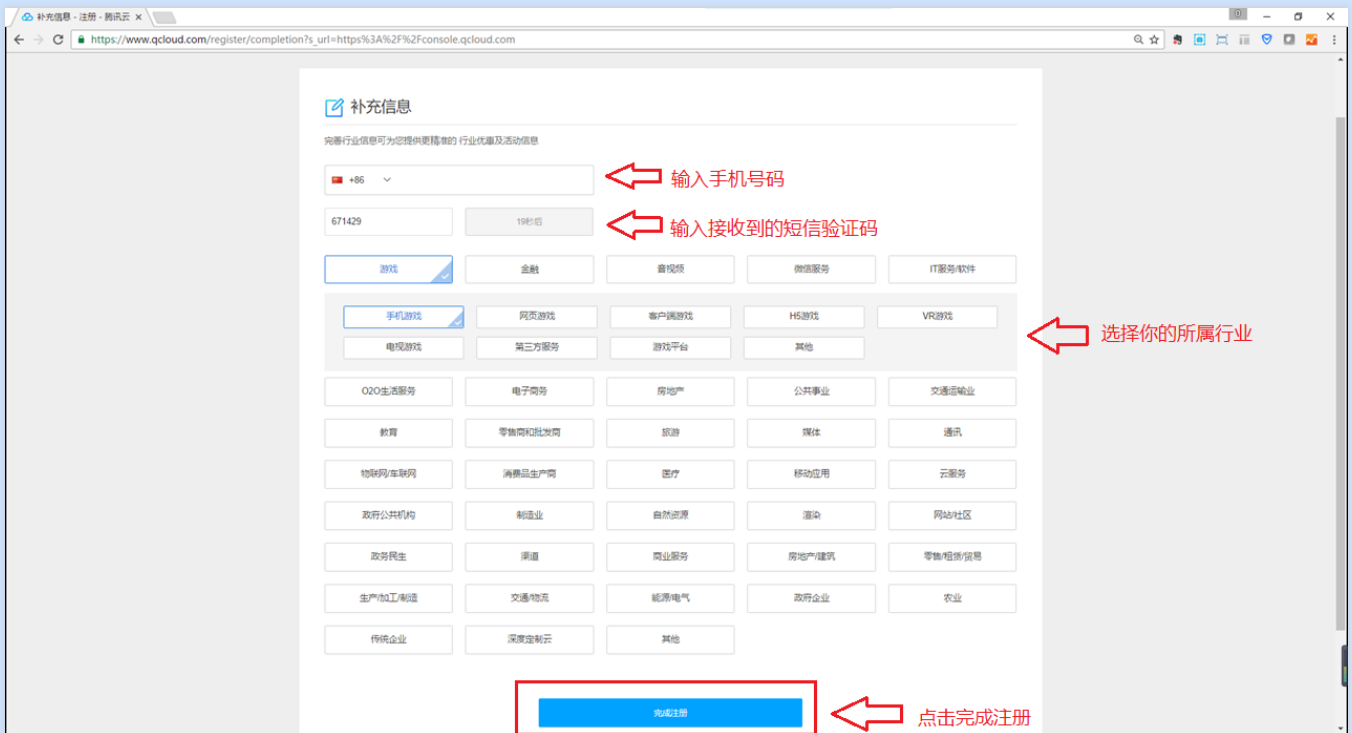 补充信息 - 注册 - 腾讯云
https://www.qcloud.com/register/completion?s_url=https%3A%2F%2Fconsole.qcloud.com
补充信息
完善行业信息可为您提供更精准的 行业优惠及活动信息
+86 输入手机号码
671429 19秒后 输入接收到的短信验证码
游戏 金融 音视频 微信服务 IT服务/软件
手机游戏 网页游戏 客户端游戏 H5游戏 VR游戏
选择你的所属行业
电视游戏 第三方服务 游戏平台 其他
O2O生活服务 电子商务 房地产 公共事业 交通运输业
教育 零售商和批发商 旅游 媒体 通讯
物联网/车联网 消费品生产商 医疗 移动应用 云服务
政府公共机构 制造业 自然资源 渲染 网站/社区
政务民生 渠道 商业服务 房地产/建筑 零售/租赁/贸易
生产/加工/制造 交通/物流 能源/电气 政府企业 农业
传统企业 深度定制云 其他
完成注册 点击完成注册